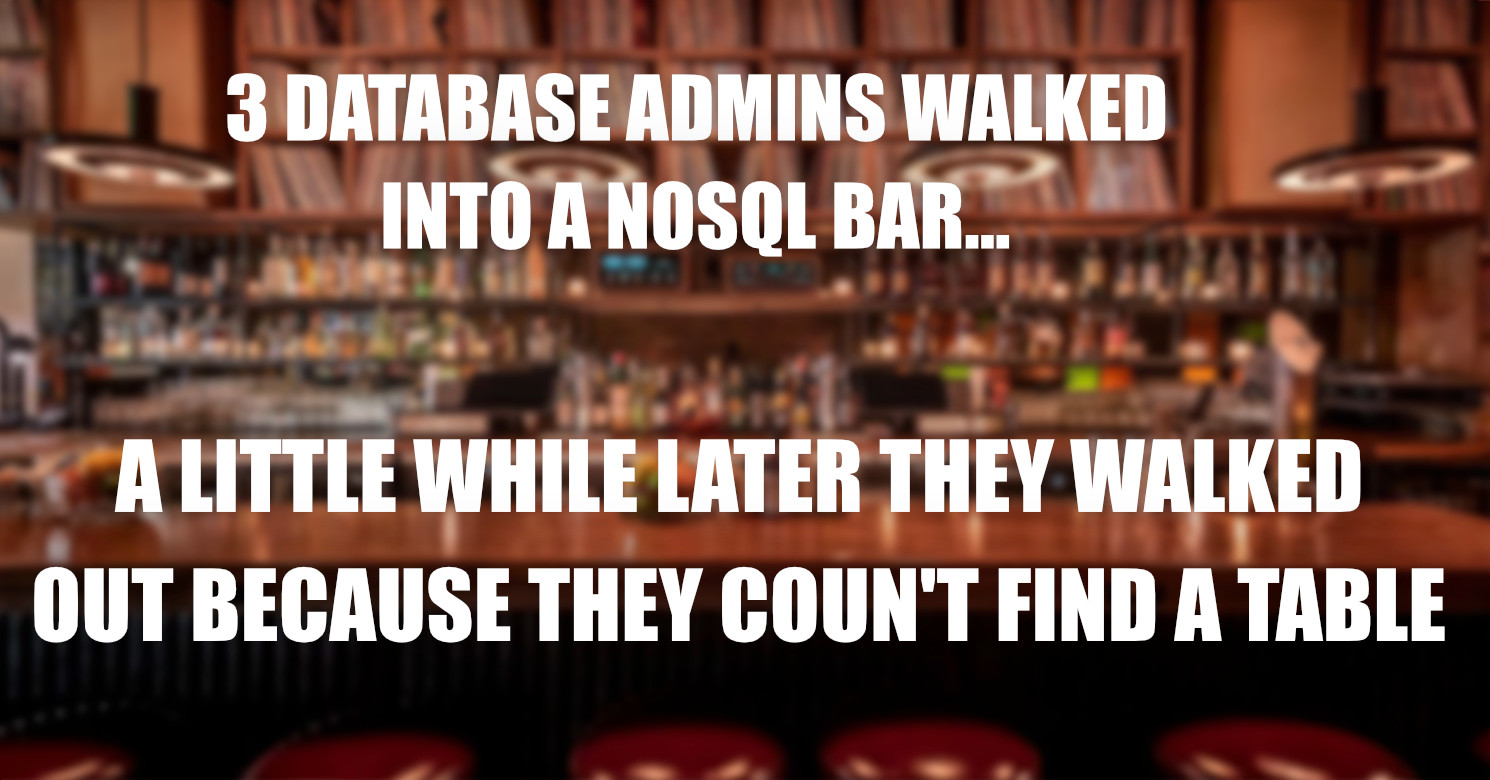 3 DATABASE ADMINS WALKED
INTO A NOSQL BAR...
A LITTLE WHILE LATER THEY WALKED
OUT BECAUSE THEY COUN'T FIND A TABLE